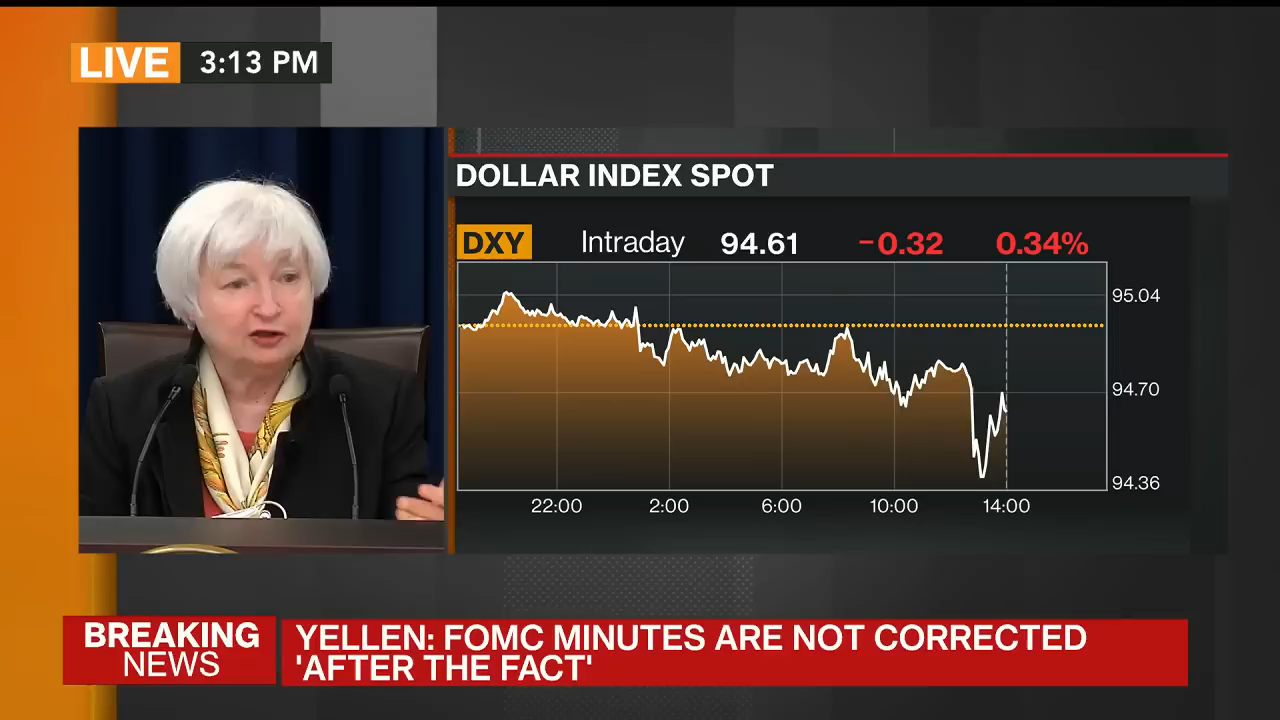 LIVE 3:13 PM
DOLLAR INDEX SPOT
DXY Intraday 94.61 −0.32 0.34%
95.04
94.70
94.36
22:00 2:00 6:00 10:00 14:00
BREAKING NEWS
YELLEN: FOMC MINUTES ARE NOT CORRECTED
'AFTER THE FACT'